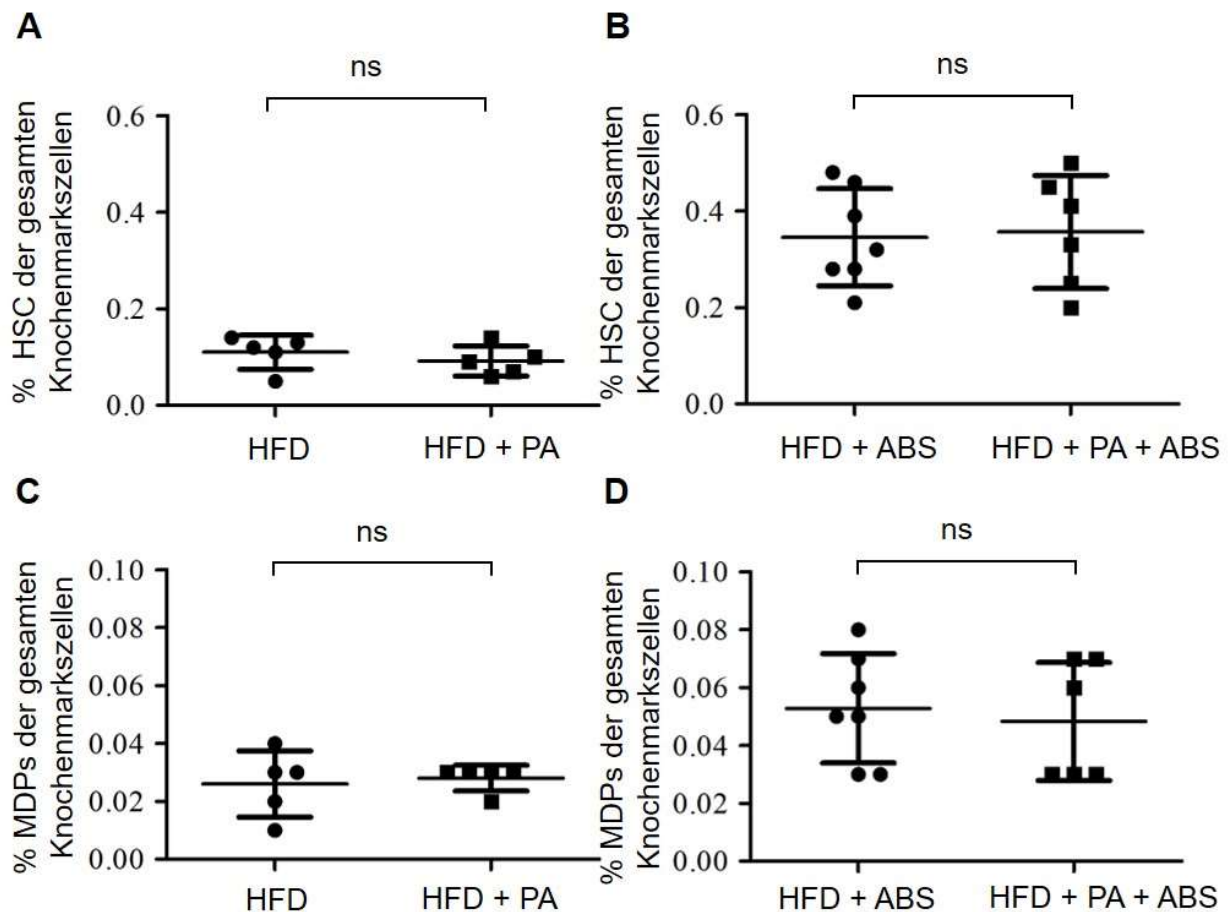 A
ns
% HSC der gesamten
Knochenmarkszellen
0.6
0.4
0.2
0.0
HFD
HFD + PA
B
ns
% HSC der gesamten
Knochenmarkszellen
0.6
0.4
0.2
0.0
HFD + ABS
HFD + PA + ABS
C
ns
% MDPs der gesamten
Knochenmarkszellen
0.10
0.08
0.06
0.04
0.02
0.00
HFD
HFD + PA
D
ns
% MDPs der gesamten
Knochenmarkszellen
0.10
0.08
0.06
0.04
0.02
0.00
HFD + ABS
HFD + PA + ABS